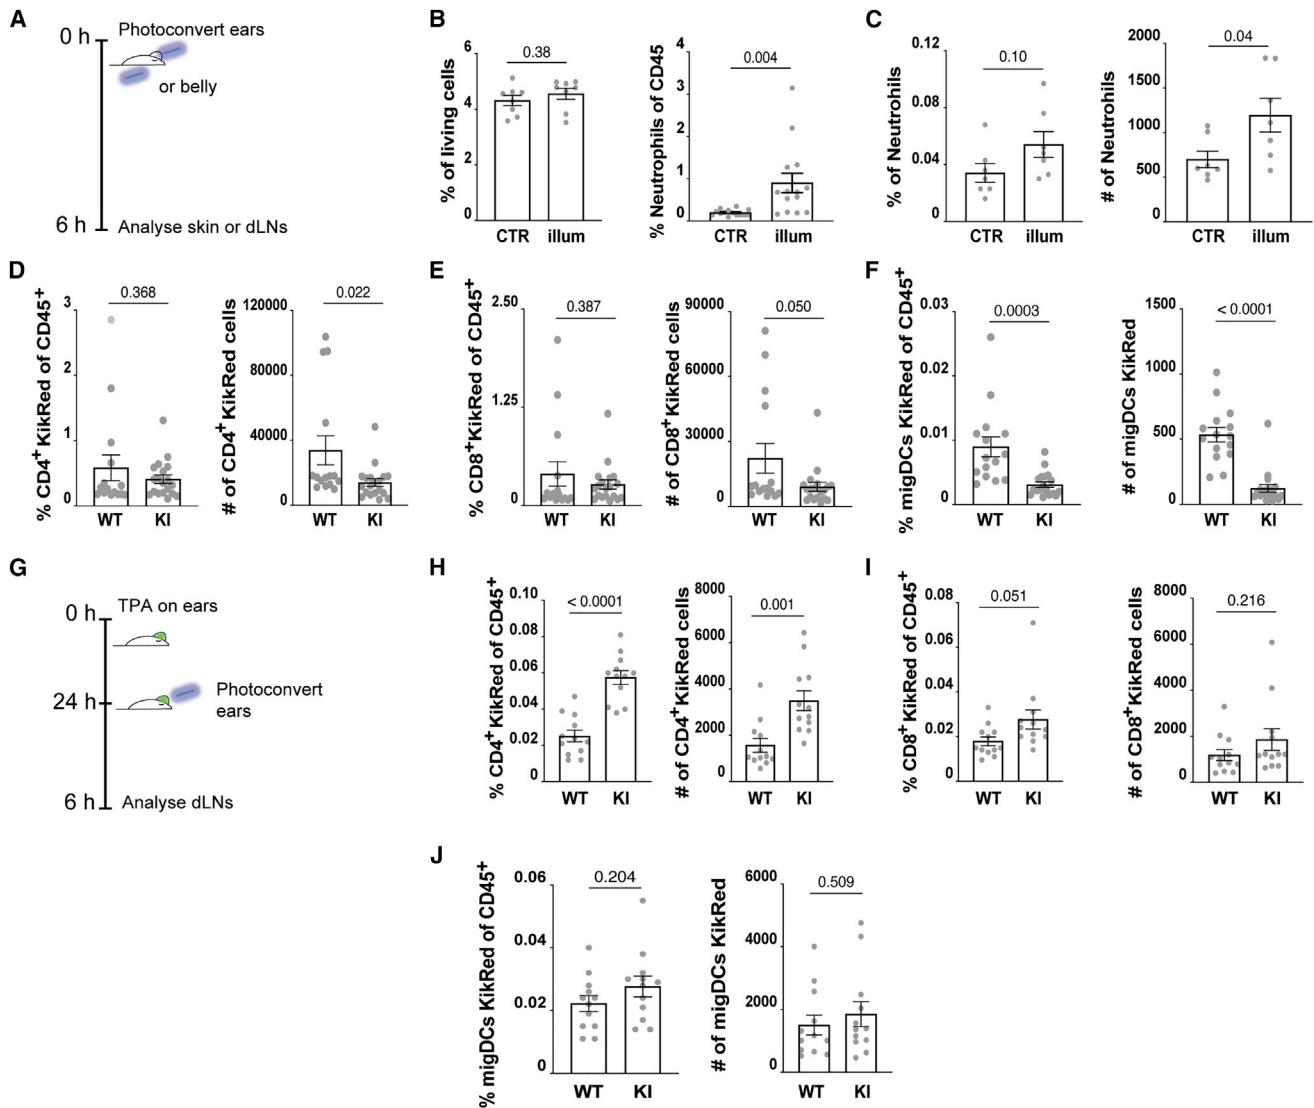 A
0 h
Photoconvert ears
or belly
6 h
Analyse skin or dLNs
B
% of living cells
6
4
2
0
0.38
CTR
illum
% Neutrophils of CD45
4
3
2
1
0
0.004
CTR
illum
C
% of Neutrohils
0.12
0.08
0.04
0
0.10
CTR
illum
# of Neutrohils
2000
1500
1000
500
0
0.04
CTR
illum
D
% CD4+KikRed of CD45+
3
2
1
0
0.368
WT
KI
# of CD4+KikRed cells
120000
80000
40000
0
0.022
WT
KI
E
% CD8+KikRed of CD45+
2.50
1.25
0
0.387
WT
KI
# of CD8+KikRed cells
90000
60000
30000
0
0.050
WT
KI
F
% migDCs KikRed of CD45+
0.03
0.02
0.01
0
0.0003
WT
KI
# of migDCs KikRed
1500
1000
500
0
< 0.0001
WT
KI
G
0 h
TPA on ears
24 h
Photoconvert
ears
6 h
Analyse dLNs
H
% CD4+KikRed of CD45+
0.10
0.08
0.06
0.04
0.02
0
< 0.0001
WT
KI
# of CD4+KikRed cells
8000
6000
4000
2000
0
0.001
WT
KI
I
% CD8+KikRed of CD45+
0.08
0.06
0.04
0.02
0
0.051
WT
KI
# of CD8+KikRed cells
8000
6000
4000
2000
0
0.216
WT
KI
J
% migDCs KikRed of CD45+
0.06
0.04
0.02
0
0.204
WT
KI
# of migDCs KikRed
6000
4000
2000
0
0.509
WT
KI